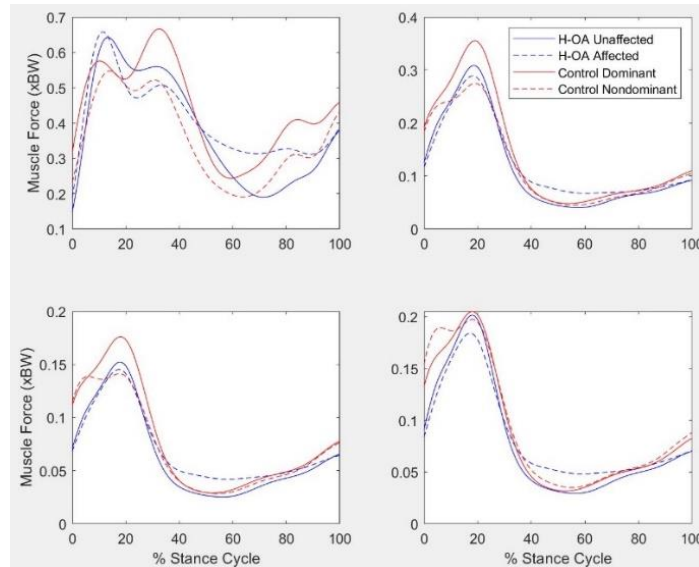 0.7
0.6
0.5
0.4
0.3
0.2
0.1
0 20 40 60 80 100
Muscle Force (xBW)
0.4
0.3
0.2
0.1
0
0 20 40 60 80 100
Muscle Force (xBW)
H-OA Unaffected
H-OA Affected
Control Dominant
Control Nondominant
0.2
0.15
0.1
0.05
0
0 20 40 60 80 100
Muscle Force (xBW)
% Stance Cycle
0.2
0.15
0.1
0.05
0
0 20 40 60 80 100
% Stance Cycle